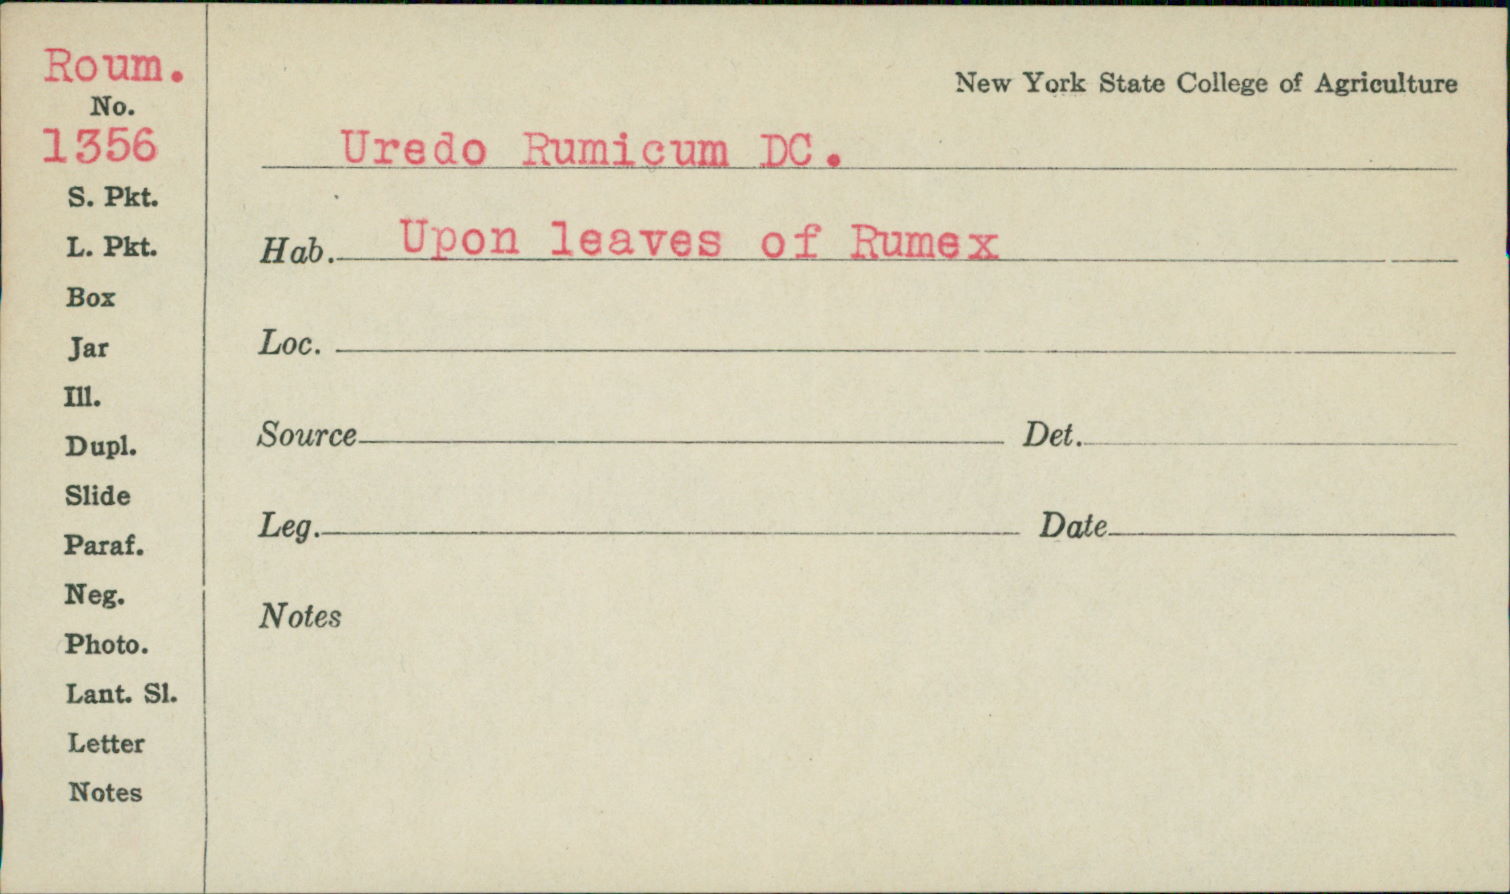 Roum.
No.
1356
S. Pkt.
L. Pkt.
Box
Jar
Ill.
Dupl.
Slide
Paraf.
Neg.
Photo.
Lant. Sl.
Letter
Notes
New York State College of Agriculture
Uredo Rumicum DC.
Hab. Upon leaves of Rumex
Loc.
Source Det.
Leg. Date
Notes